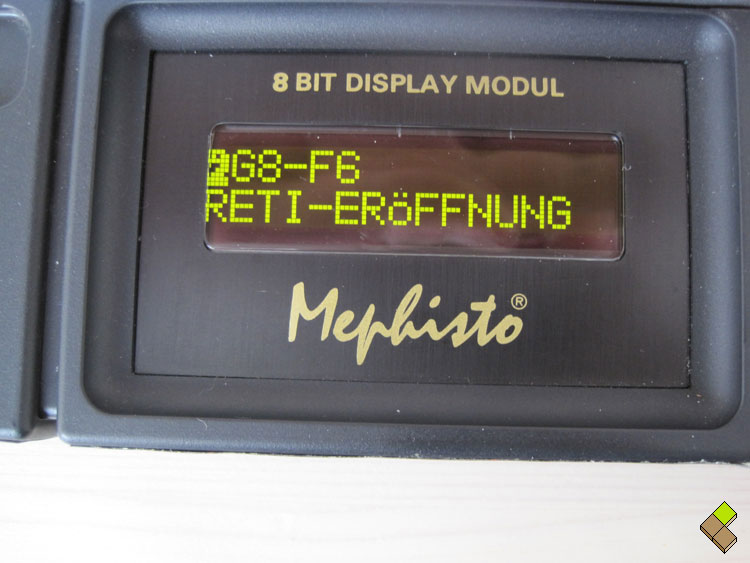 8 BIT DISPLAY MODUL
G8-F6
RETI-ERöFFNUNG
Mephisto®